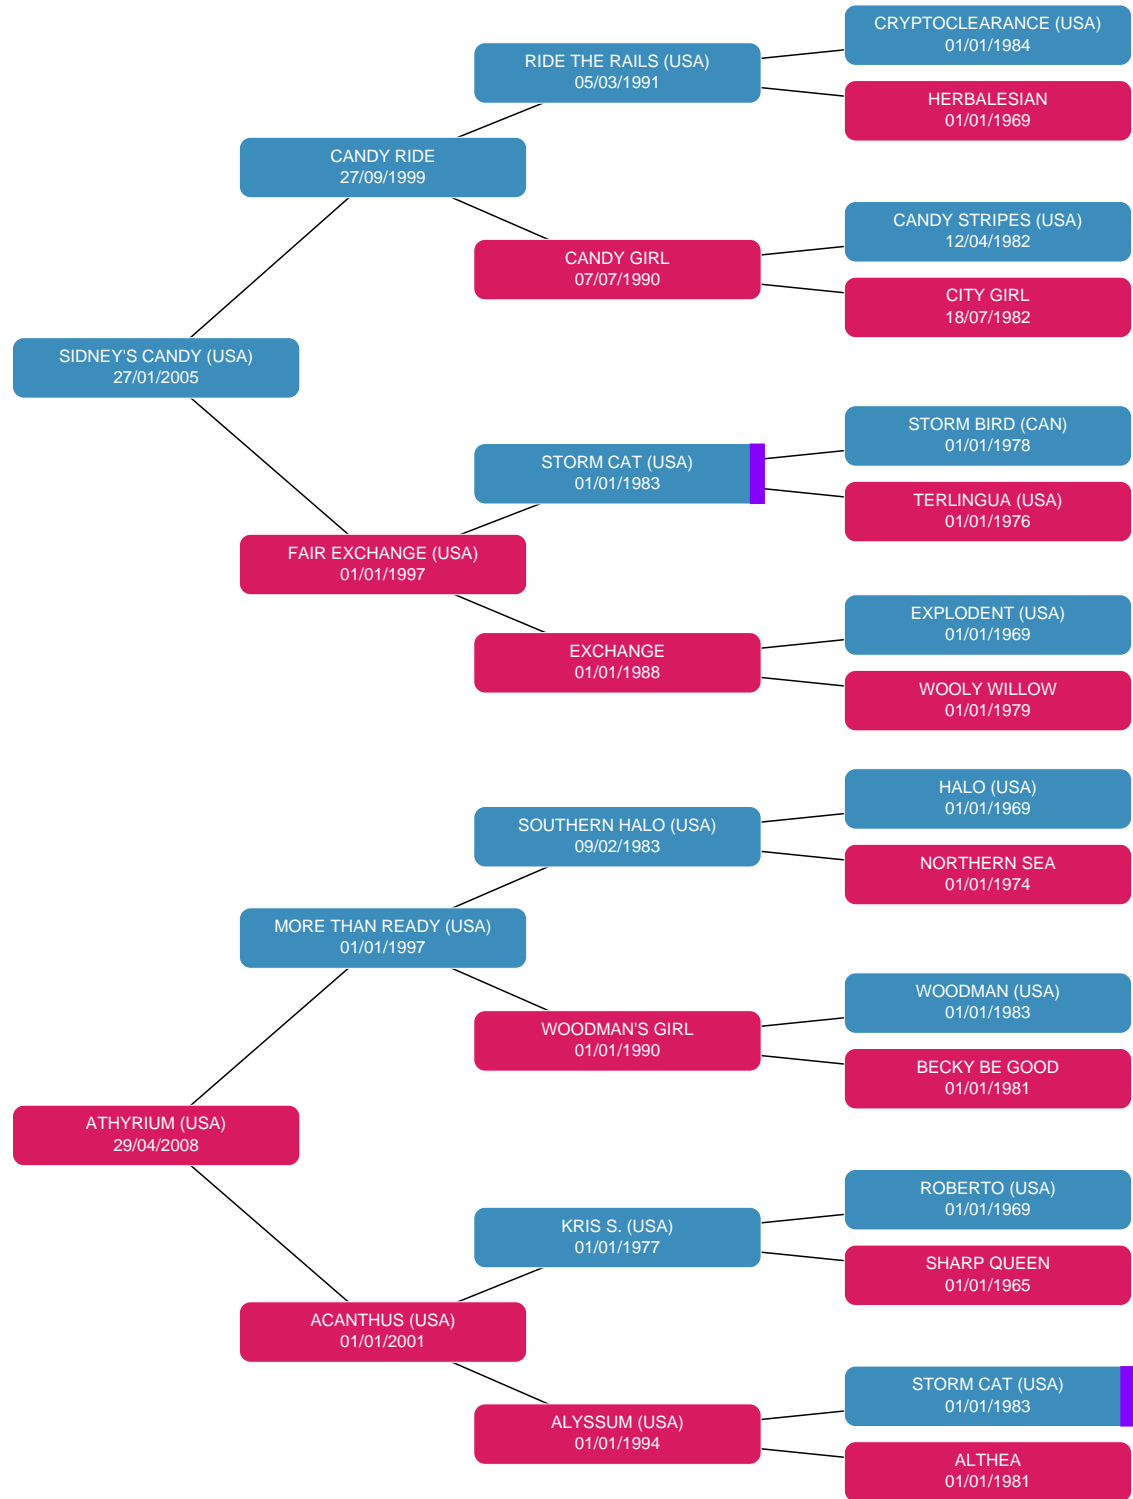 CRYPTOCLEARANCE (USA)
01/01/1984
RIDE THE RAILS (USA)
05/03/1991
HERBALESIAN
01/01/1969
CANDY RIDE
27/09/1999
CANDY STRIPES (USA)
12/04/1982
CANDY GIRL
07/07/1990
CITY GIRL
18/07/1982
SIDNEY'S CANDY (USA)
27/01/2005
STORM BIRD (CAN)
01/01/1978
STORM CAT (USA)
01/01/1983
TERLINGUA (USA)
01/01/1976
FAIR EXCHANGE (USA)
01/01/1997
EXPLODENT (USA)
01/01/1969
EXCHANGE
01/01/1988
WOOLY WILLOW
01/01/1979
HALO (USA)
01/01/1969
SOUTHERN HALO (USA)
09/02/1983
NORTHERN SEA
01/01/1974
MORE THAN READY (USA)
01/01/1997
WOODMAN (USA)
01/01/1983
WOODMAN'S GIRL
01/01/1990
BECKY BE GOOD
01/01/1981
ATHYRIUM (USA)
29/04/2008
ROBERTO (USA)
01/01/1969
KRIS S. (USA)
01/01/1977
SHARP QUEEN
01/01/1965
ACANTHUS (USA)
01/01/2001
STORM CAT (USA)
01/01/1983
ALYSSUM (USA)
01/01/1994
ALTHEA
01/01/1981